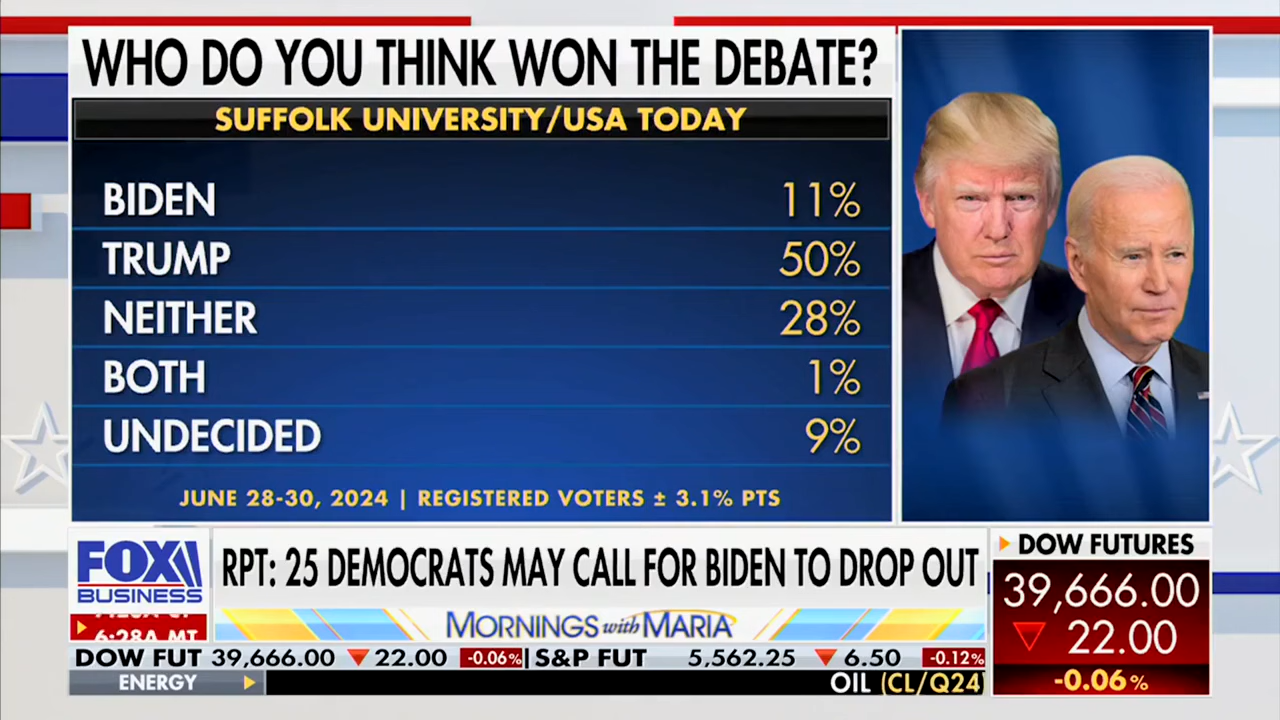 WHO DO YOU THINK WON THE DEBATE?
SUFFOLK UNIVERSITY/USA TODAY
BIDEN 11%
TRUMP 50%
NEITHER 28%
BOTH 1%
UNDECIDED 9%
JUNE 28-30, 2024 | REGISTERED VOTERS ± 3.1% PTS
FOX BUSINESS
RPT: 25 DEMOCRATS MAY CALL FOR BIDEN TO DROP OUT
DOW FUTURES
39,666.00
22.00
-0.06%
6:28A MT
MORNINGS with MARIA
DOW FUT 39,666.00 22.00 -0.06% S&P FUT 5,562.25 6.50 -0.12%
ENERGY OIL (CL/Q24)